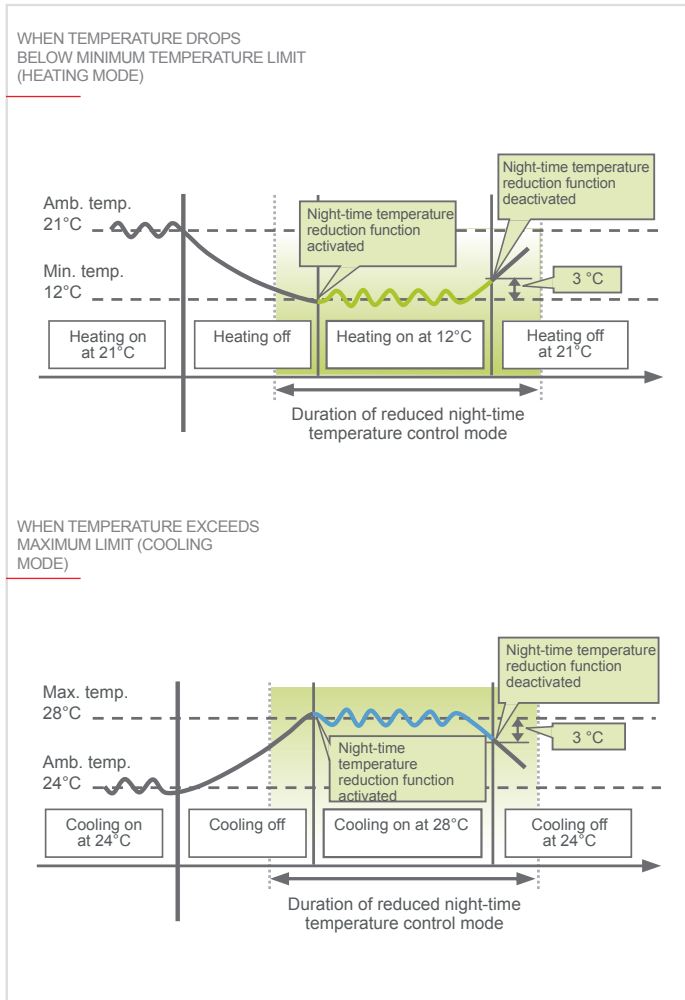 WHEN TEMPERATURE DROPS
BELOW MINIMUM TEMPERATURE LIMIT
(HEATING MODE)
Amb. temp.
21°C
Min. temp.
12°C
Night-time temperature
reduction function
activated
Night-time temperature
reduction function
deactivated
3 °C
Heating on
at 21°C
Heating off
Heating on at 12°C
Heating off
at 21°C
Duration of reduced night-time
temperature control mode
WHEN TEMPERATURE EXCEEDS
MAXIMUM LIMIT (COOLING
MODE)
Max. temp.
28°C
Amb. temp.
24°C
Night-time
temperature
reduction function
activated
Night-time temperature
reduction function
deactivated
3 °C
Cooling on
at 24°C
Cooling off
Cooling on at 28°C
Cooling off
at 24°C
Duration of reduced night-time
temperature control mode